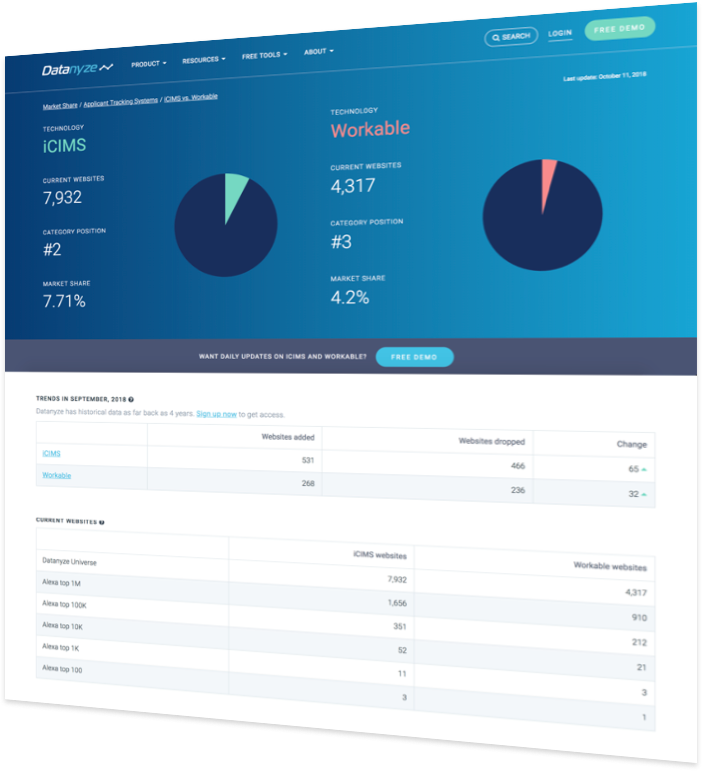 Datanyze
PRODUCT
RESOURCES
FREE TOOLS
ABOUT
SEARCH
LOGIN
FREE DEMO
Last update: October 11, 2018
Market Share / Applicant Tracking Systems / iCIMS vs. Workable
TECHNOLOGY
iCIMS
CURRENT WEBSITES
7,932
CATEGORY POSITION
#2
MARKET SHARE
7.71%
TECHNOLOGY
Workable
CURRENT WEBSITES
4,317
CATEGORY POSITION
#3
MARKET SHARE
4.2%
WANT DAILY UPDATES ON ICIMS AND WORKABLE? FREE DEMO
TRENDS IN SEPTEMBER, 2018
Datanyze has historical data as far back as 4 years. Sign up now to get access.
Websites added Websites dropped Change
iCIMS 531 466 65
Workable 268 236 32
CURRENT WEBSITES
iCIMS websites Workable websites
Datanyze Universe 7,932 4,317
Alexa top 1M 1,656 910
Alexa top 100K 351 212
Alexa top 10K 52 21
Alexa top 1K 11 3
Alexa top 100 3 1